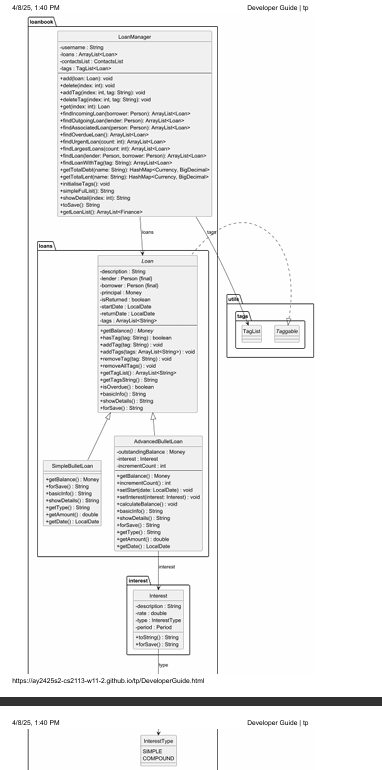 4/8/25, 1:40 PM
Developer Guide | tp
loanbook
LoanManager
-username : String
-loans : ArrayList<Loan>
-contactsList : ContactsList
-tags : TagList<Loan>
+add(loan: Loan): void
+delete(index: int): void
+addTag(index: int, tag: String): void
+deleteTag(index: int, tag: String): void
+get(index: int): Loan
+findIncomingLoan(borrower: Person): ArrayList<Loan>
+findOutgoingLoan(lender: Person): ArrayList<Loan>
+findAssociatedLoan(person: Person): ArrayList<Loan>
+findOverdueLoan(): ArrayList<Loan>
+findUrgentLoan(count: int): ArrayList<Loan>
+findLargestLoans(count: int): ArrayList<Loan>
+findLoan(lender: Person, borrower: Person): ArrayList<Loan>
+findLoanWithTag(tag: String): ArrayList<Loan>
+getTotalDebt(name: String): HashMap<Currency, BigDecimal>
+getTotalLent(name: String): HashMap<Currency, BigDecimal>
+initialiseTags(): void
+simpleFulList(): String
+showDetail(index: int): String
+toSave(): String
+getLoanList(): ArrayList<Finance>
loans
tags
loans
Loan
-description : String
-lender : Person {final}
-borrower : Person {final}
-principal : Money
-isReturned : boolean
-startDate : LocalDate
-returnDate : LocalDate
-tags : ArrayList<String>
+getBalance() : Money
+hasTag(tag: String) : boolean
+addTag(tag: String) : void
+addTags(tags: ArrayList<String>) : void
+removeTag(tag: String) : void
+removeAllTags() : void
+getTagList() : ArrayList<String>
+getTagsString() : String
+isOverdue() : boolean
+basicInfo() : String
+showDetails() : String
+forSave() : String
utils
tags
TagList
Taggable
SimpleBulletLoan
+getBalance() : Money
+forSave() : String
+basicInfo() : String
+showDetails() : String
+getType() : String
+getAmount() : double
+getDate() : LocalDate
AdvancedBulletLoan
-outstandingBalance : Money
-interest : Interest
-incrementCount : int
+getBalance() : Money
+incrementCount() : int
+setStart(date: LocalDate) : void
+setInterest(interest: Interest) : void
+calculateBalance() : void
+basicInfo() : String
+showDetails() : String
+forSave() : String
+getType() : String
+getAmount() : double
+getDate() : LocalDate
interest
interest
Interest
-description : String
-rate : double
-type : InterestType
-period : Period
+toString() : String
+forSave() : String
type
https://ay2425s2-cs2113-w11-2.github.io/tp/DeveloperGuide.html
4/8/25, 1:40 PM
Developer Guide | tp
InterestType
SIMPLE
COMPOUND